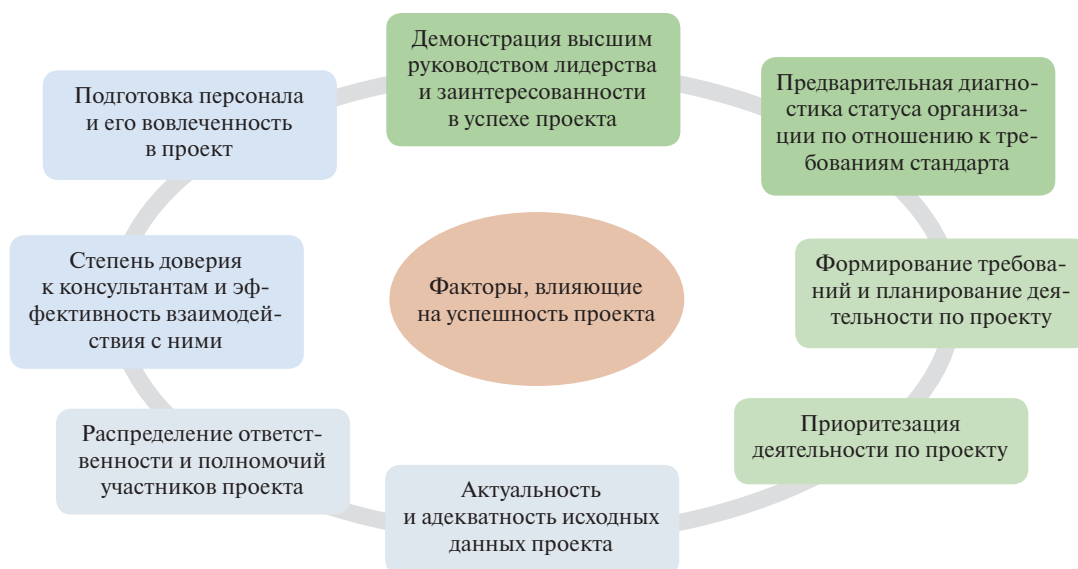 Демонстрация высшим
руководством лидерства
и заинтересованности
в успехе проекта
Предварительная диагно-
стика статуса организа-
ции по отношению к тре-
бованиям стандарта
Формирование требова-
ний и планирование дея-
тельности по проекту
Приоритезация
деятельности по проекту
Актуальность
и адекватность исходных
данных проекта
Распределение ответст-
венности и полномочий
участников проекта
Степень доверия
к консультантам и эф-
фективность взаимодей-
ствия с ними
Подготовка персонала
и его вовлеченность
в проект
Факторы, влияющие
на успешность проекта